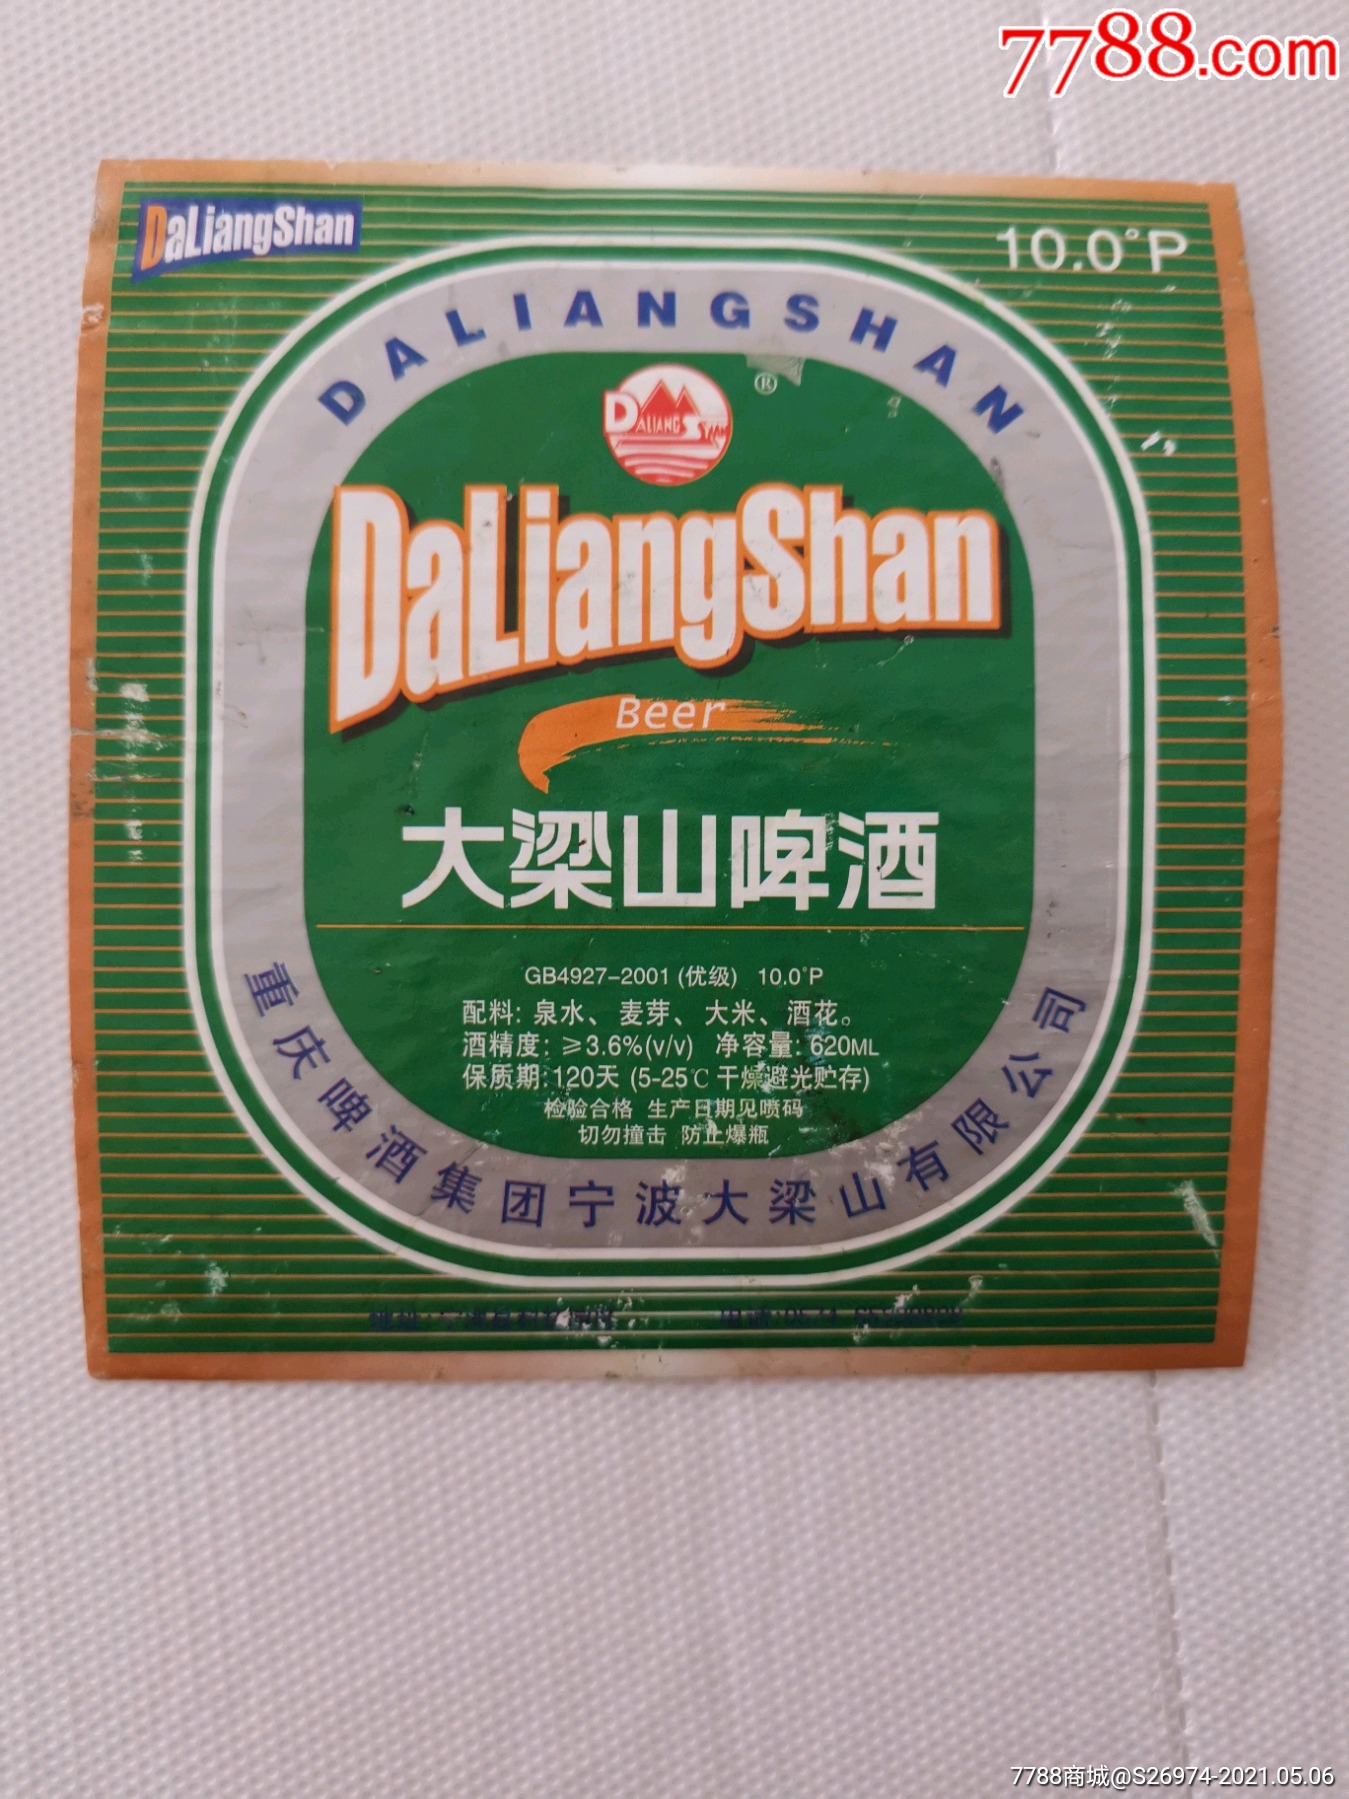 7788.com
DaLiangShan
10.0°P
DALIANGSHAN
DALIANGSHAN
®
DaLiangShan
Beer
大梁山啤酒
GB4927-2001 (优级) 10.0°P
配料: 泉水、麦芽、大米、酒花。
酒精度: ≥3.6%(v/v) 净容量: 620ML
保质期: 120天 (5-25℃ 干燥避光贮存)
检验合格 生产日期见喷码
切勿撞击 防止爆瓶
重庆啤酒集团宁波大梁山有限公司
7788商城@S26974-2021.05.06